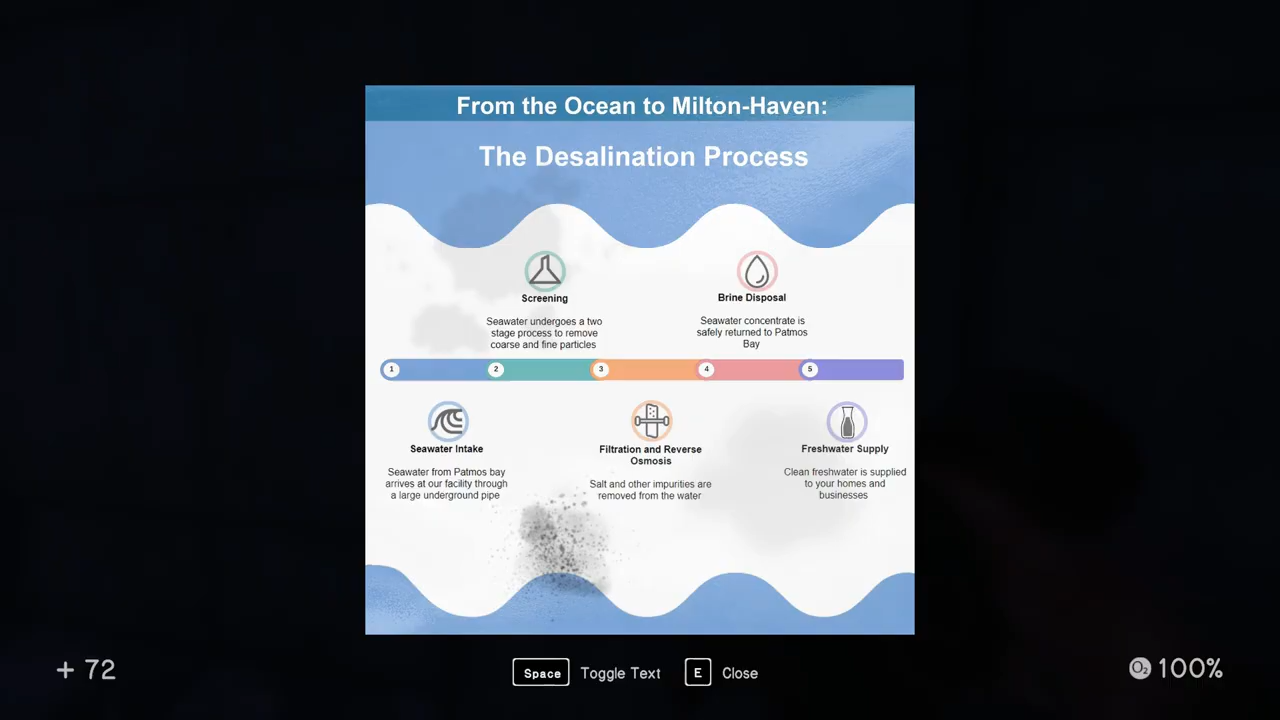 From the Ocean to Milton-Haven:
The Desalination Process
Screening
Seawater undergoes a two
stage process to remove
coarse and fine particles
Brine Disposal
Seawater concentrate is
safely returned to Patmos
Bay
1
2
3
4
5
Seawater Intake
Seawater from Patmos bay
arrives at our facility through
a large underground pipe
Filtration and Reverse
Osmosis
Salt and other impurities are
removed from the water
Freshwater Supply
Clean freshwater is supplied
to your homes and
businesses
+ 72
Space Toggle Text E Close
O₂ 100%